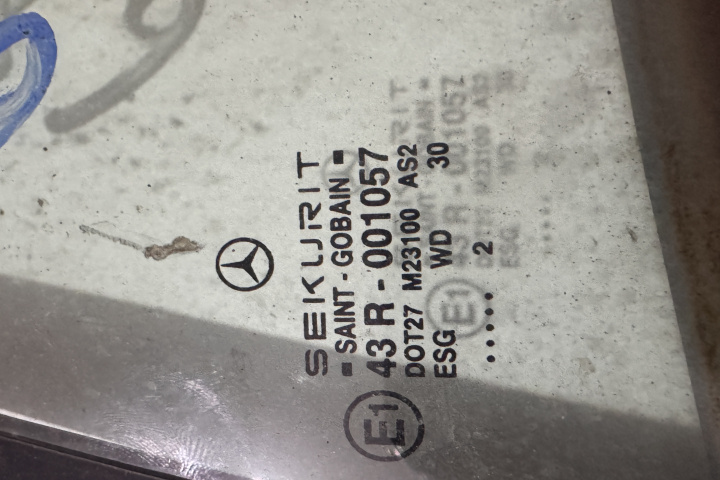 SEKURIT
▪ SAINT - GOBAIN ▪
E1 43 R - 001057
DOT27 M23100 AS2
ESG WD 30
..... 2